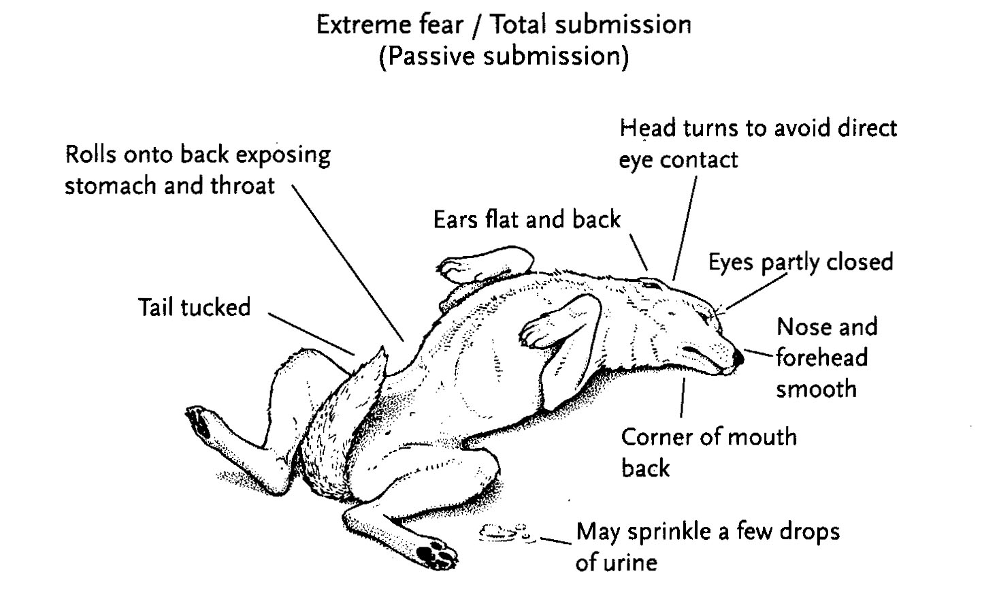 Extreme fear / Total submission
(Passive submission)
Head turns to avoid direct
eye contact
Rolls onto back exposing
stomach and throat
Ears flat and back
Eyes partly closed
Tail tucked
Nose and
forehead
smooth
Corner of mouth
back
May sprinkle a few drops
of urine